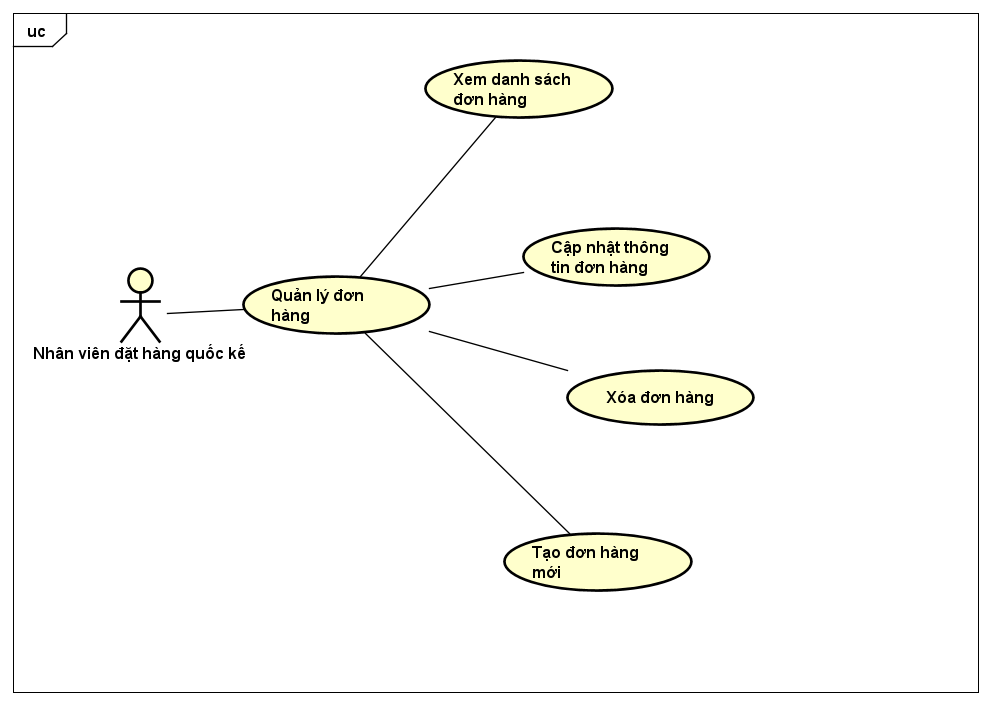 uc
Xem danh sách
đơn hàng
Cập nhật thông
tin đơn hàng
Quản lý đơn
hàng
Nhân viên đặt hàng quốc kế
Xóa đơn hàng
Tạo đơn hàng
mới